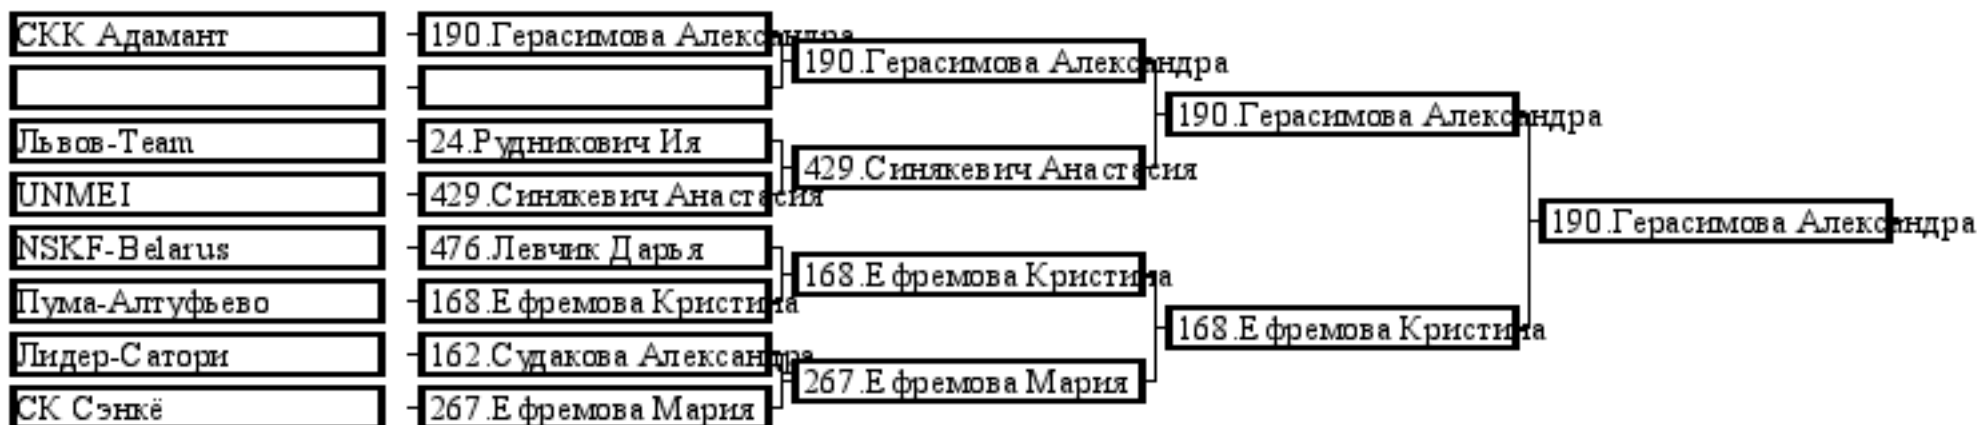 СКК Адамант
190.Герасимова Александра
190.Герасимова Александра
190.Герасимова Александра
Львов-Team
24.Рудникович Ия
429.Синякевич Анастасия
UNMEI
429.Синякевич Анастасия
190.Герасимова Александра
NSKF-Belarus
476.Левчик Дарья
168.Ефремова Кристина
Пума-Алтуфьево
168.Ефремова Кристина
168.Ефремова Кристина
Лидер-Сатори
162.Судакова Александра
267.Ефремова Мария
СК Сэнкё
267.Ефремова Мария